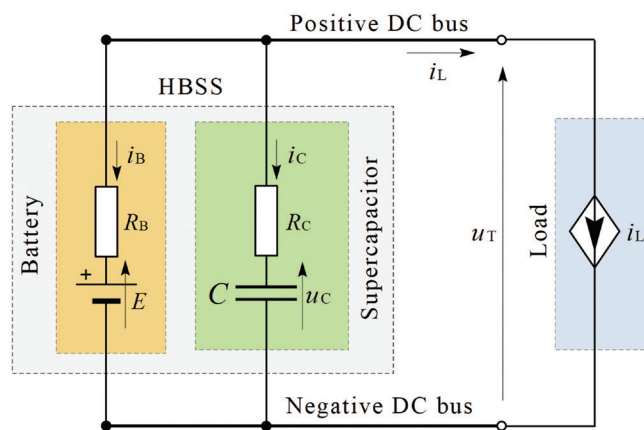 Positive DC bus
i_L
HBSS
Battery
i_B
R_B
+
E
i_C
R_C
C
u_C
Supercapacitor
u_T
Load
i_L
Negative DC bus